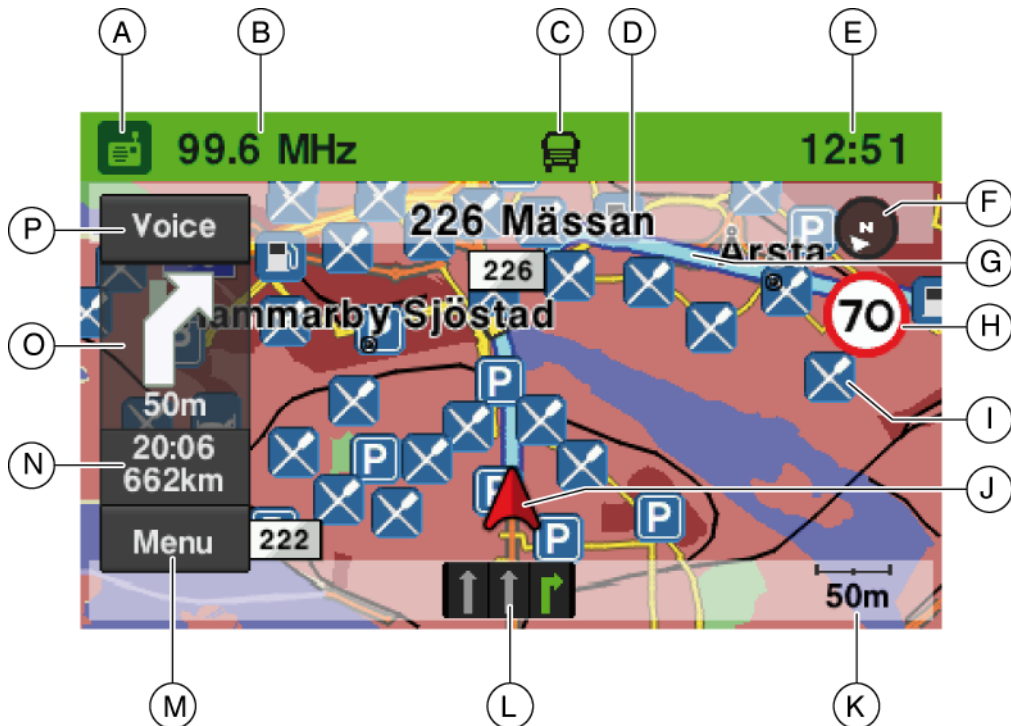 A B C D E
99.6 MHz 12:51
P Voice 226 Mässan N F
P
Årsta G
226
Hammarby Sjöstad 70 H
O
P
50m
P I
N 20:06
662km
P
P J
P
Menu 222 P
50m
M L K